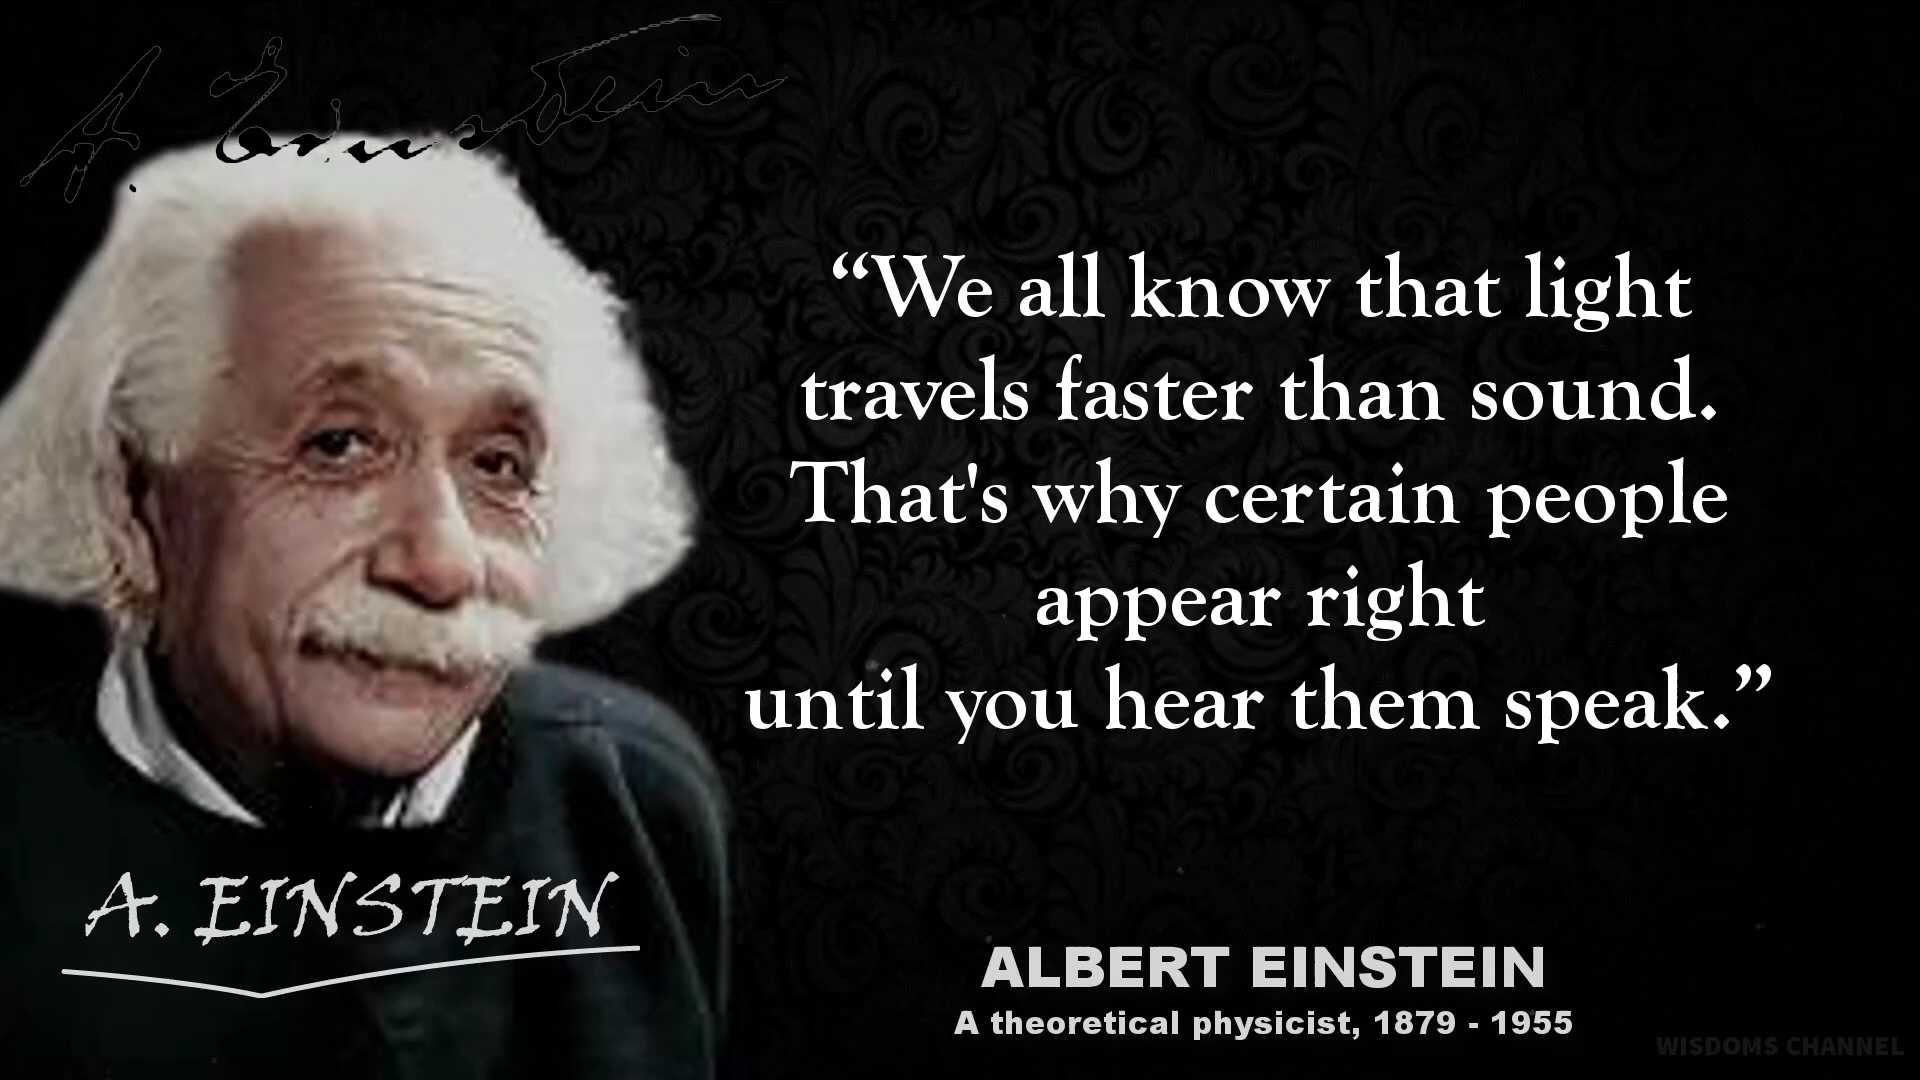 A. Einstein
“We all know that light
travels faster than sound.
That's why certain people
appear right
until you hear them speak.”
A. EINSTEIN
ALBERT EINSTEIN
A theoretical physicist, 1879 - 1955
WISDOMS CHANNEL